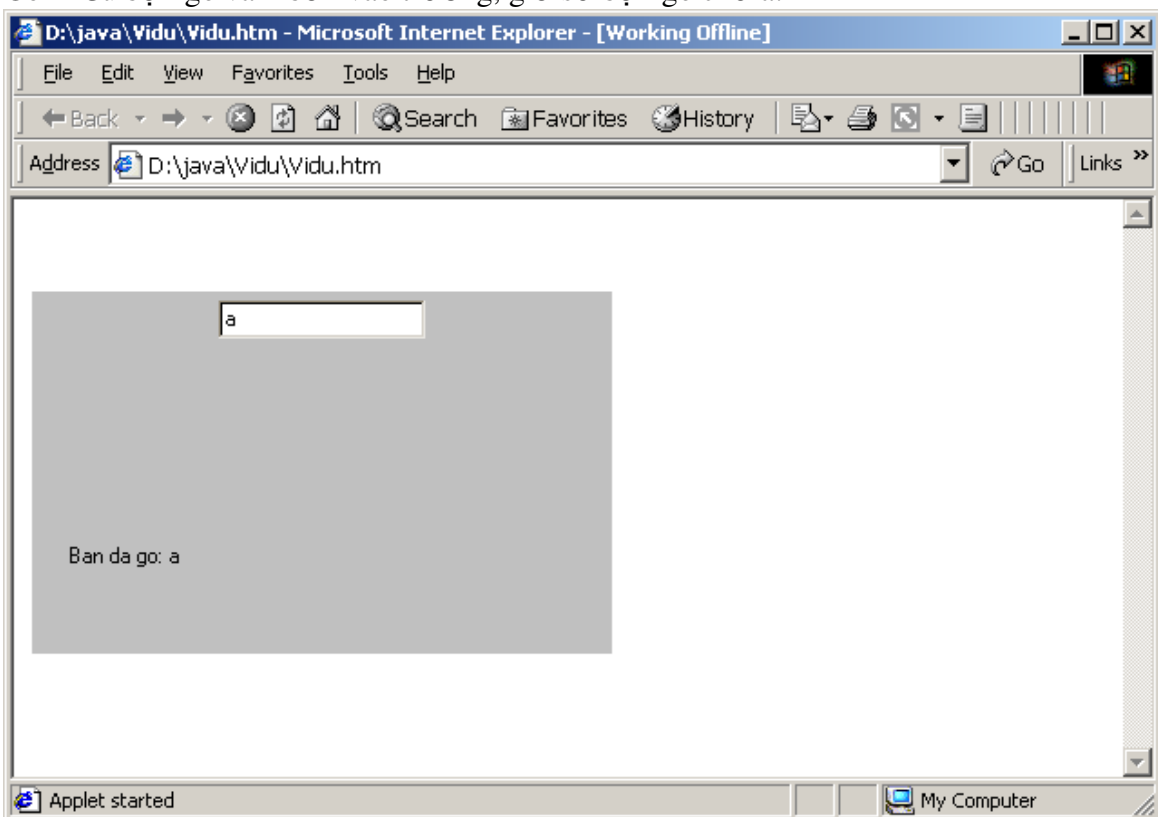 D:\java\Vidu\Vidu.htm - Microsoft Internet Explorer - [Working Offline]
File Edit View Favorites Tools Help
Back Search Favorites History
Address D:\java\Vidu\Vidu.htm Go Links »
a
Ban da go: a
Applet started My Computer